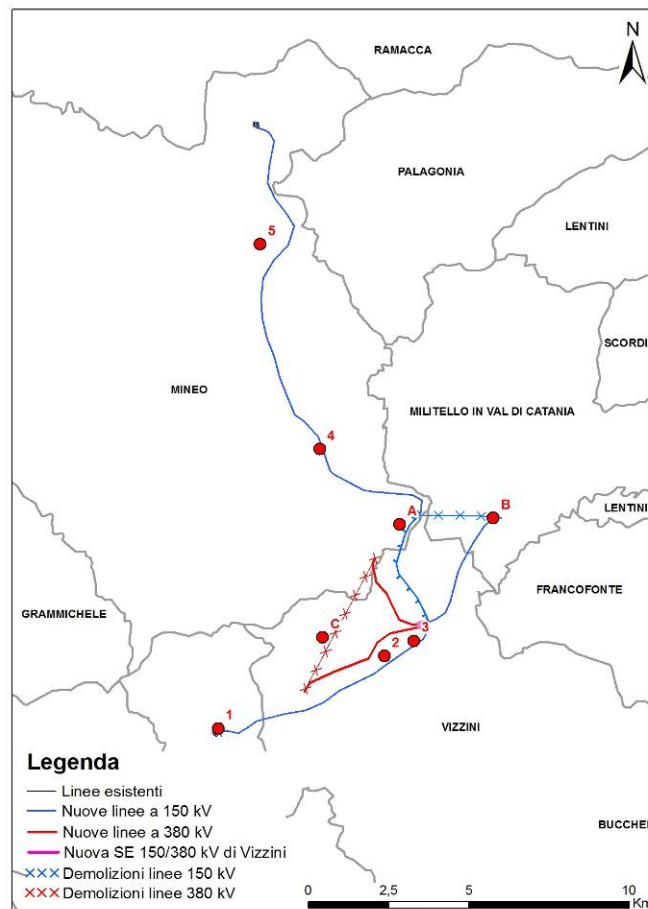 N
RAMACCA
PALAGONIA
LENTINI
5
SCORDI
MINEO
MILITELLO IN VAL DI CATANIA
4
A
B
LENTINI
FRANCOFONTE
GRAMMICHELE
C
3
2
1
VIZZINI
Legenda
Linee esistenti
Nuove linee a 150 kV
Nuove linee a 380 kV
Nuova SE 150/380 kV di Vizzini
Demolizioni linee 150 kV
Demolizioni linee 380 kV
BUCCHE
0 2,5 5 10
Km